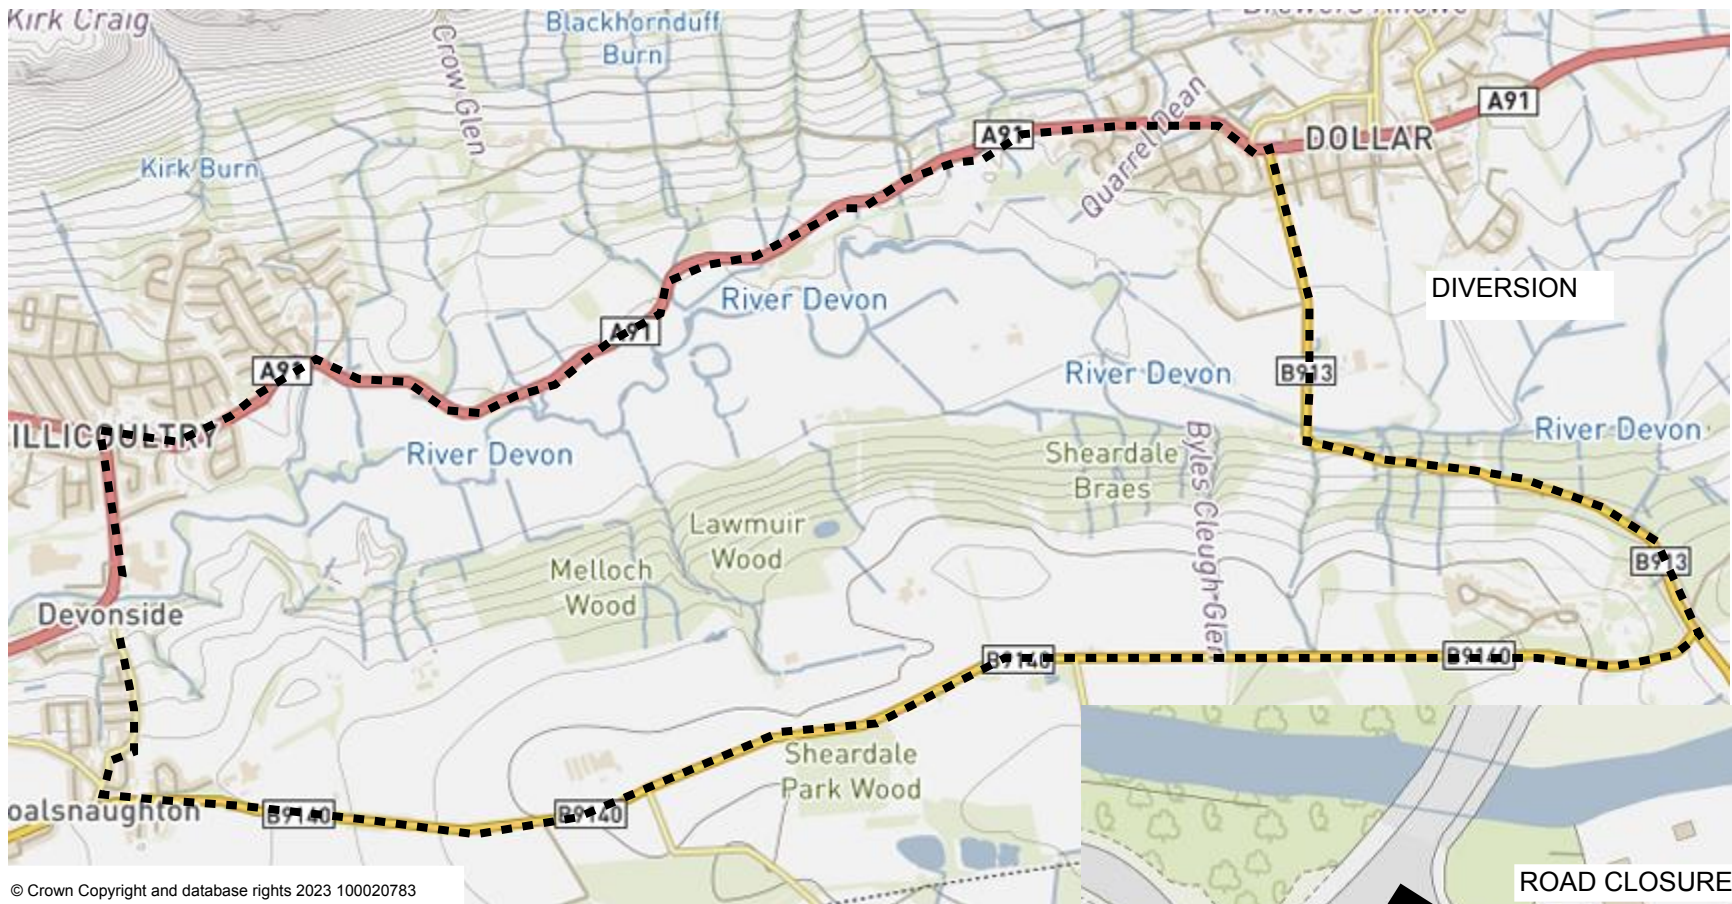 Kirk Craig
Crow Glen
Blackhornduff
Burn
Kirk Burn
A91
A91
Quarrel Dean
DOLLAR
DIVERSION
River Devon
A91
A91
River Devon
B913
River Devon
ILLICOULTRY
River Devon
Sheardale
Braes
Byles Cleugh Glen
Lawmuir
Wood
Melloch
Wood
B913
Devonside
B9140
B9140
Sheardale
Park Wood
oalsnaughton
B9140
B9140
ROAD CLOSURE
© Crown Copyright and database rights 2023 100020783